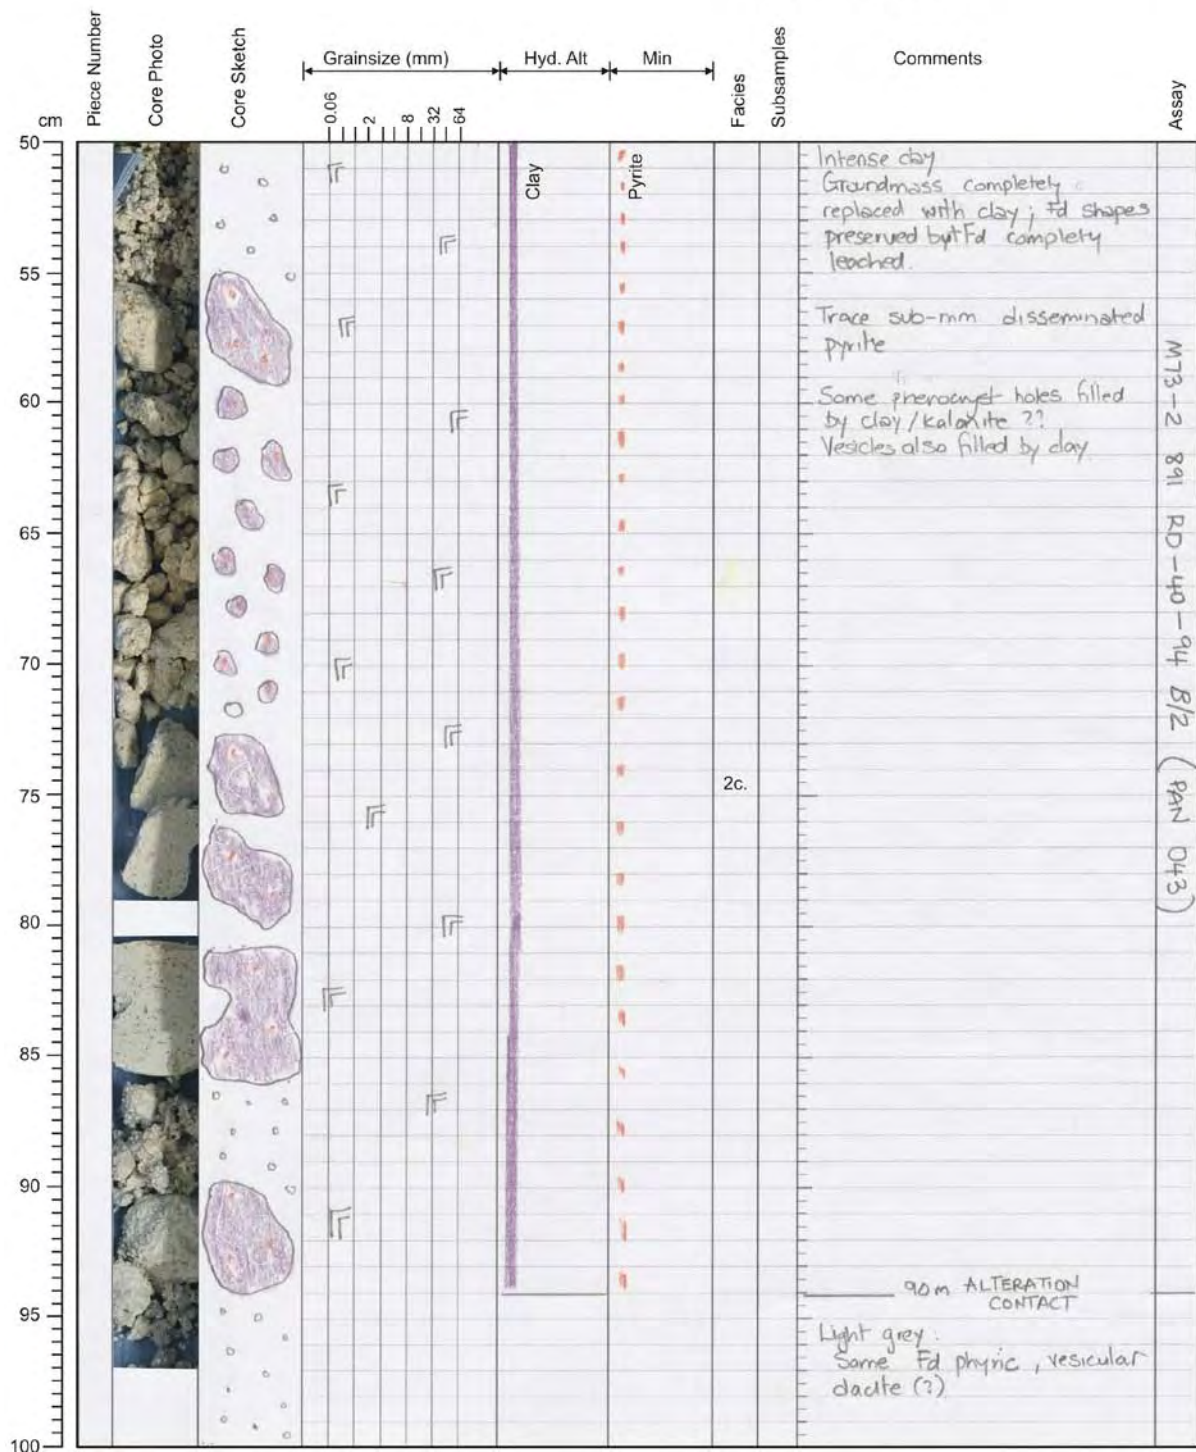 cm
Piece Number
Core Photo
Core Sketch
Grainsize (mm)
Hyd. Alt
Min
Facies
Subsamples
Comments
Assay
0.06
2
8
32
64
50
55
60
65
70
75
80
85
90
95
100
Clay
Pyrite
2c.
Intense clay
Groundmass completely
replaced with clay ; Fd shapes
preserved but Fd complety
leached.
Trace sub-mm disseminated
pyrite
Some phenocryst holes filled
by clay / kalonite ??
Vesicles also filled by clay
90m ALTERATION
CONTACT
Light grey.
Some Fd phyric , vesicular
dacite (?)
M73-2 891 RD-40-94 B/2 (PAN 043)